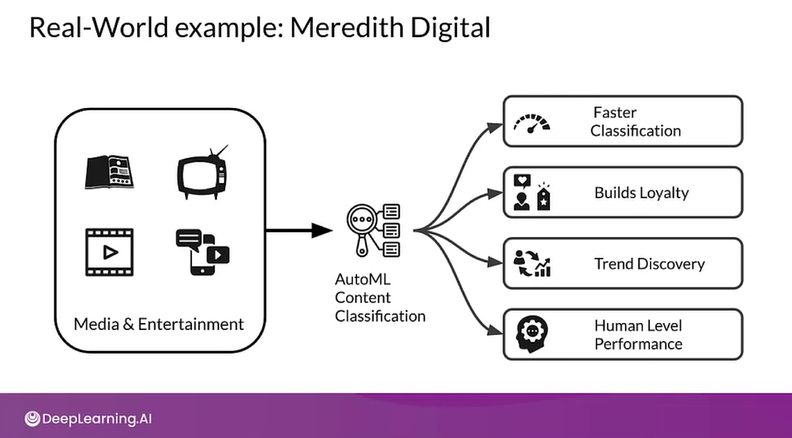 Real-World example: Meredith Digital
Media & Entertainment
AutoML
Content
Classification
Faster
Classification
Builds Loyalty
Trend Discovery
Human Level
Performance
DeepLearning.AI